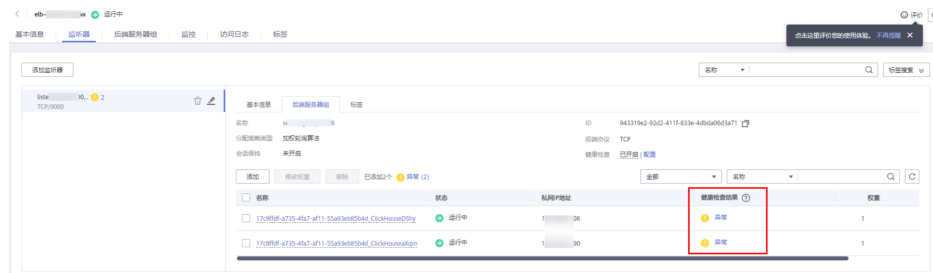 elb- 运行中 评价
基本信息 监听器 后端服务器组 监控 访问日志 标签
点击这里评价您的使用体验。 不再提醒
添加监听器 名称 标签搜索
liste 2
TCP/9000
基本信息 后端服务器组 标签
名称 ID 943319e2-92d2-411f-833e-4dbda06d3a71
分配策略类型 加权轮询算法 后端协议 TCP
会话保持 未开启 健康检查 已开启 | 配置
添加 修改权重 移除 已添加2个 异常 (2) 全部 名称
名称 状态 私网IP地址 健康检查结果 权重
17c8ffdf-a735-4fa7-af11-55a93eb85b4d_ClickHouseDShy 运行中 异常 1
17c8ffdf-a735-4fa7-af11-55a93eb85b4d_ClickHouseaXqm 运行中 异常 1